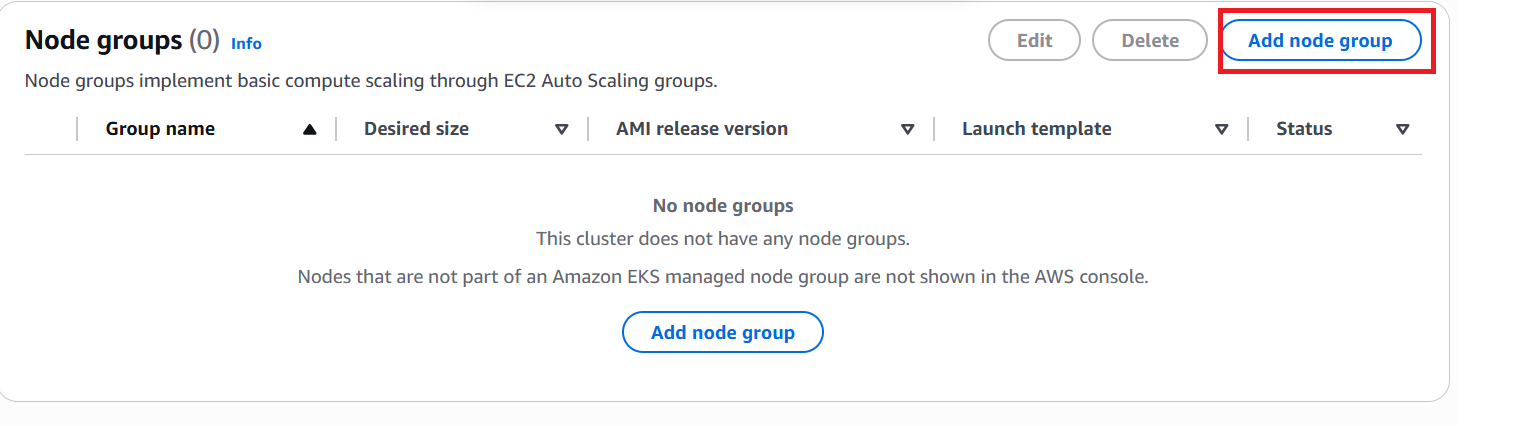 Node groups (0) Info Edit Delete Add node group
Node groups implement basic compute scaling through EC2 Auto Scaling groups.
Group name Desired size AMI release version Launch template Status
No node groups
This cluster does not have any node groups.
Nodes that are not part of an Amazon EKS managed node group are not shown in the AWS console.
Add node group